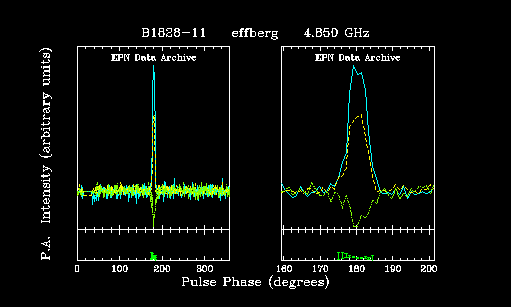 B1828-11 effberg 4.850 GHz
EPN Data Archive EPN Data Archive
P.A. Intensity (arbitrary units)
0 100 200 300 160 170 180 190 200
Pulse Phase (degrees)